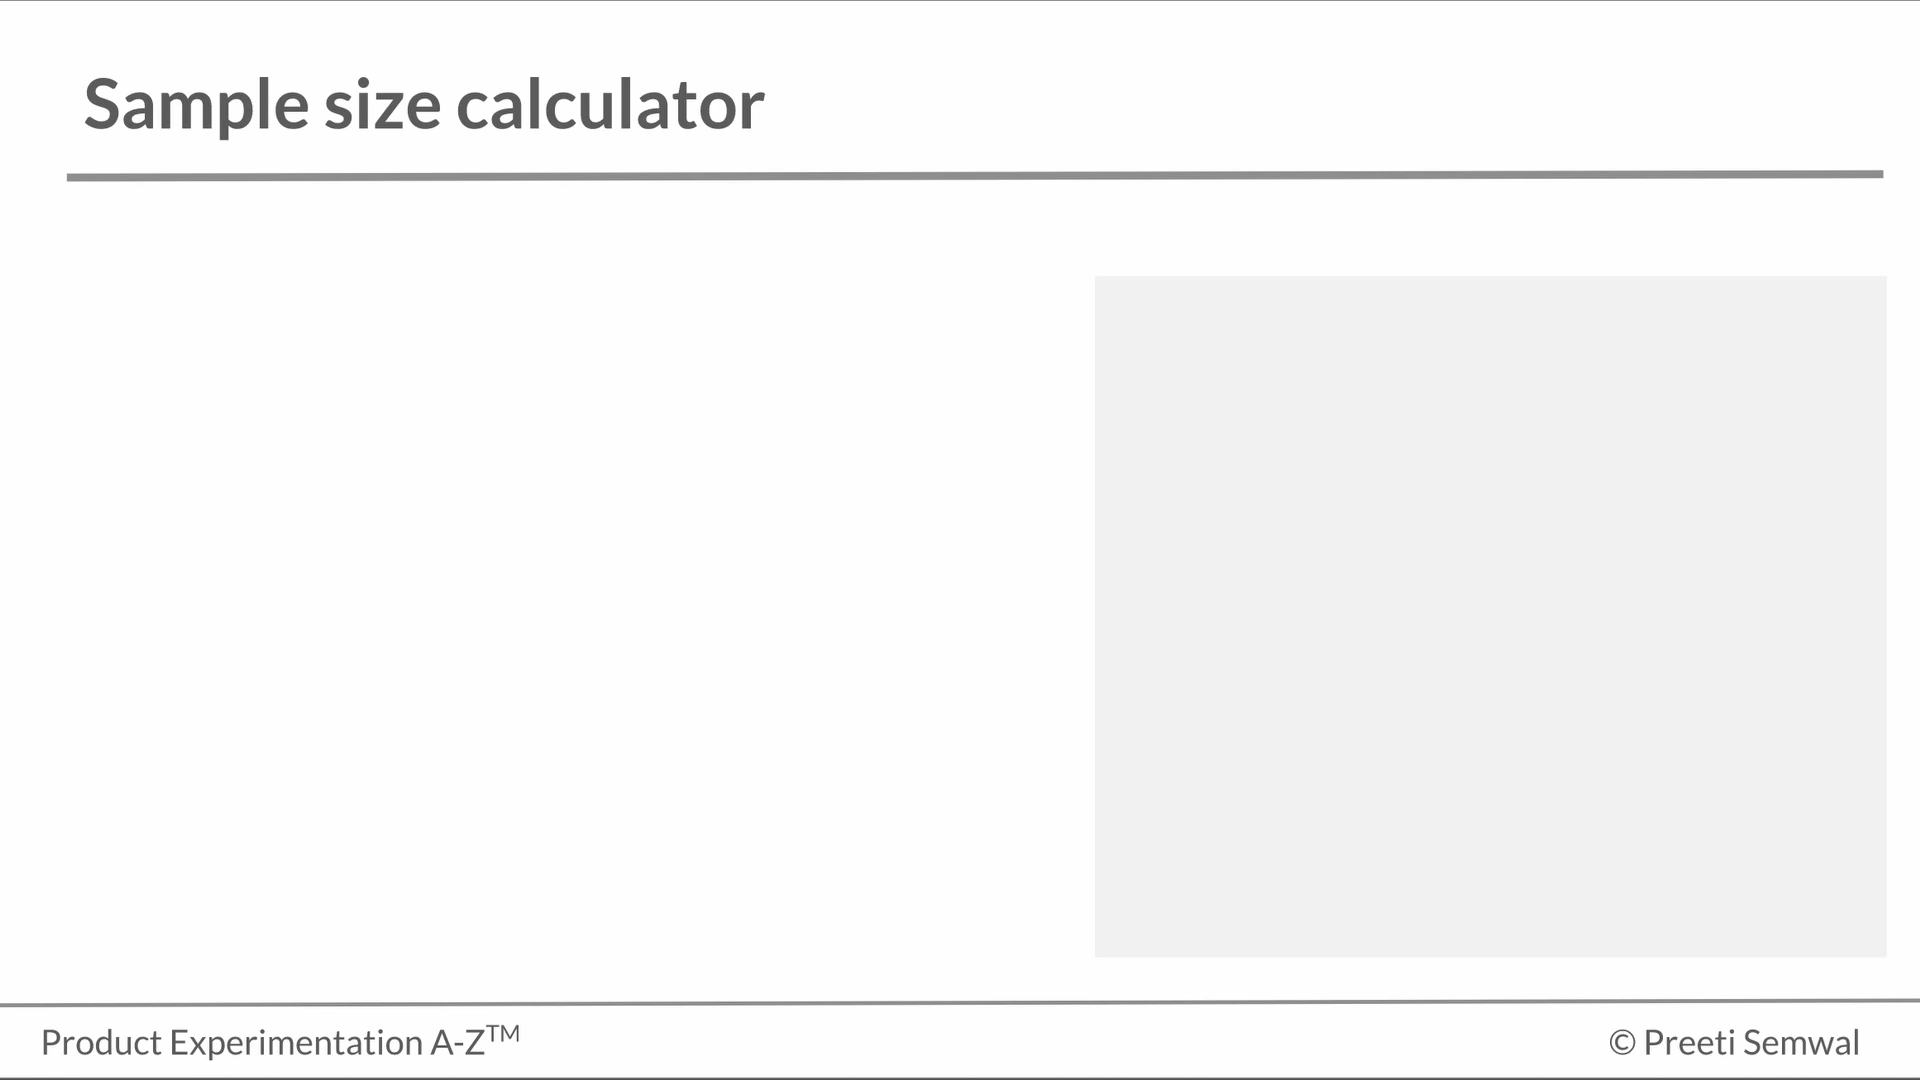 Sample size calculator
Product Experimentation A-Z™
© Preeti Semwal